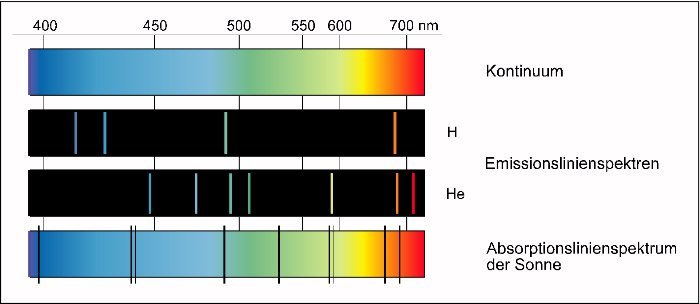 400 450 500 550 600 700 nm
Kontinuum
H
Emissionslinienspektren
He
Absorptionslinienspektrum
der Sonne